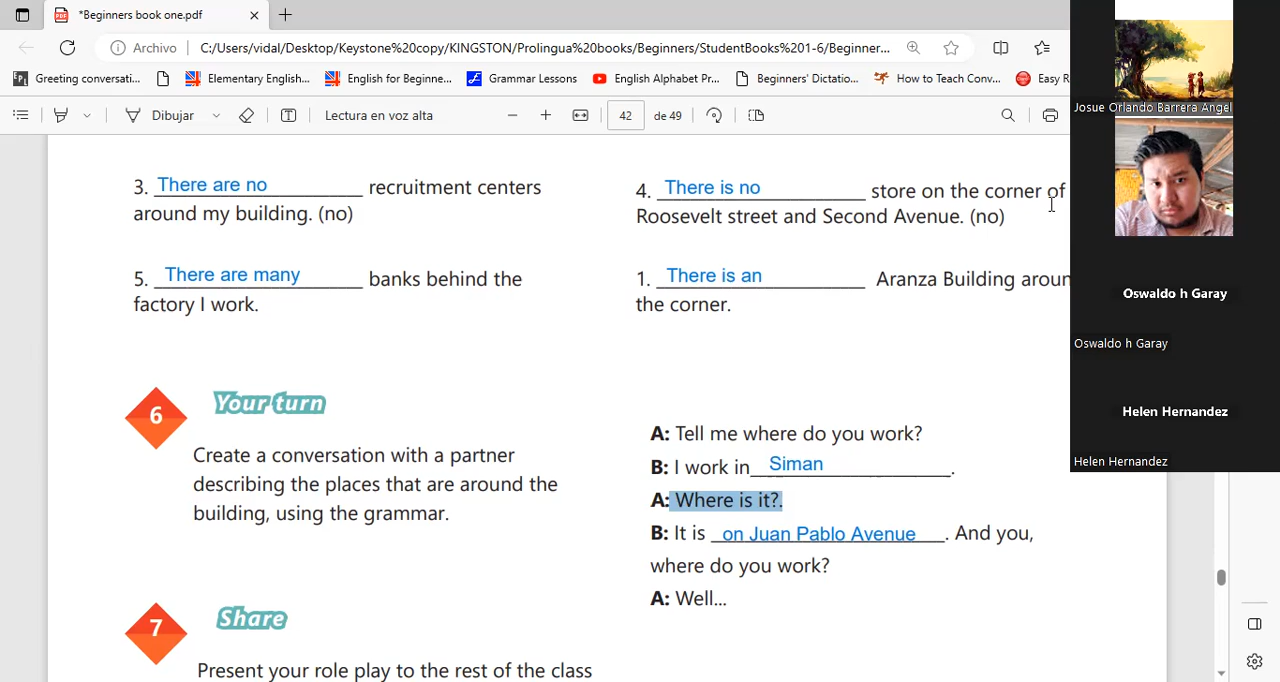 *Beginners book one.pdf
Archivo
C:/Users/vidal/Desktop/Keystone%20copy/KINGSTON/Prolingua%20books/Beginners/StudentBooks%201-6/Beginner...
Greeting conversati...
Elementary English...
English for Beginne...
Grammar Lessons
English Alphabet Pr...
Beginners' Dictatio...
How to Teach Conv...
Easy R
Dibujar
Lectura en voz alta
42
de 49
3. There are no recruitment centers
around my building. (no)
4. There is no store on the corner of
Roosevelt street and Second Avenue. (no)
5. There are many banks behind the
factory I work.
1. There is an Aranza Building aroun
the corner.
6
Your turn
Create a conversation with a partner
describing the places that are around the
building, using the grammar.
A: Tell me where do you work?
B: I work in Siman.
A: Where is it?.
B: It is on Juan Pablo Avenue. And you,
where do you work?
A: Well...
7
Share
Present your role play to the rest of the class
Josue Orlando Barrera Angel
Oswaldo h Garay
Oswaldo h Garay
Helen Hernandez
Helen Hernandez